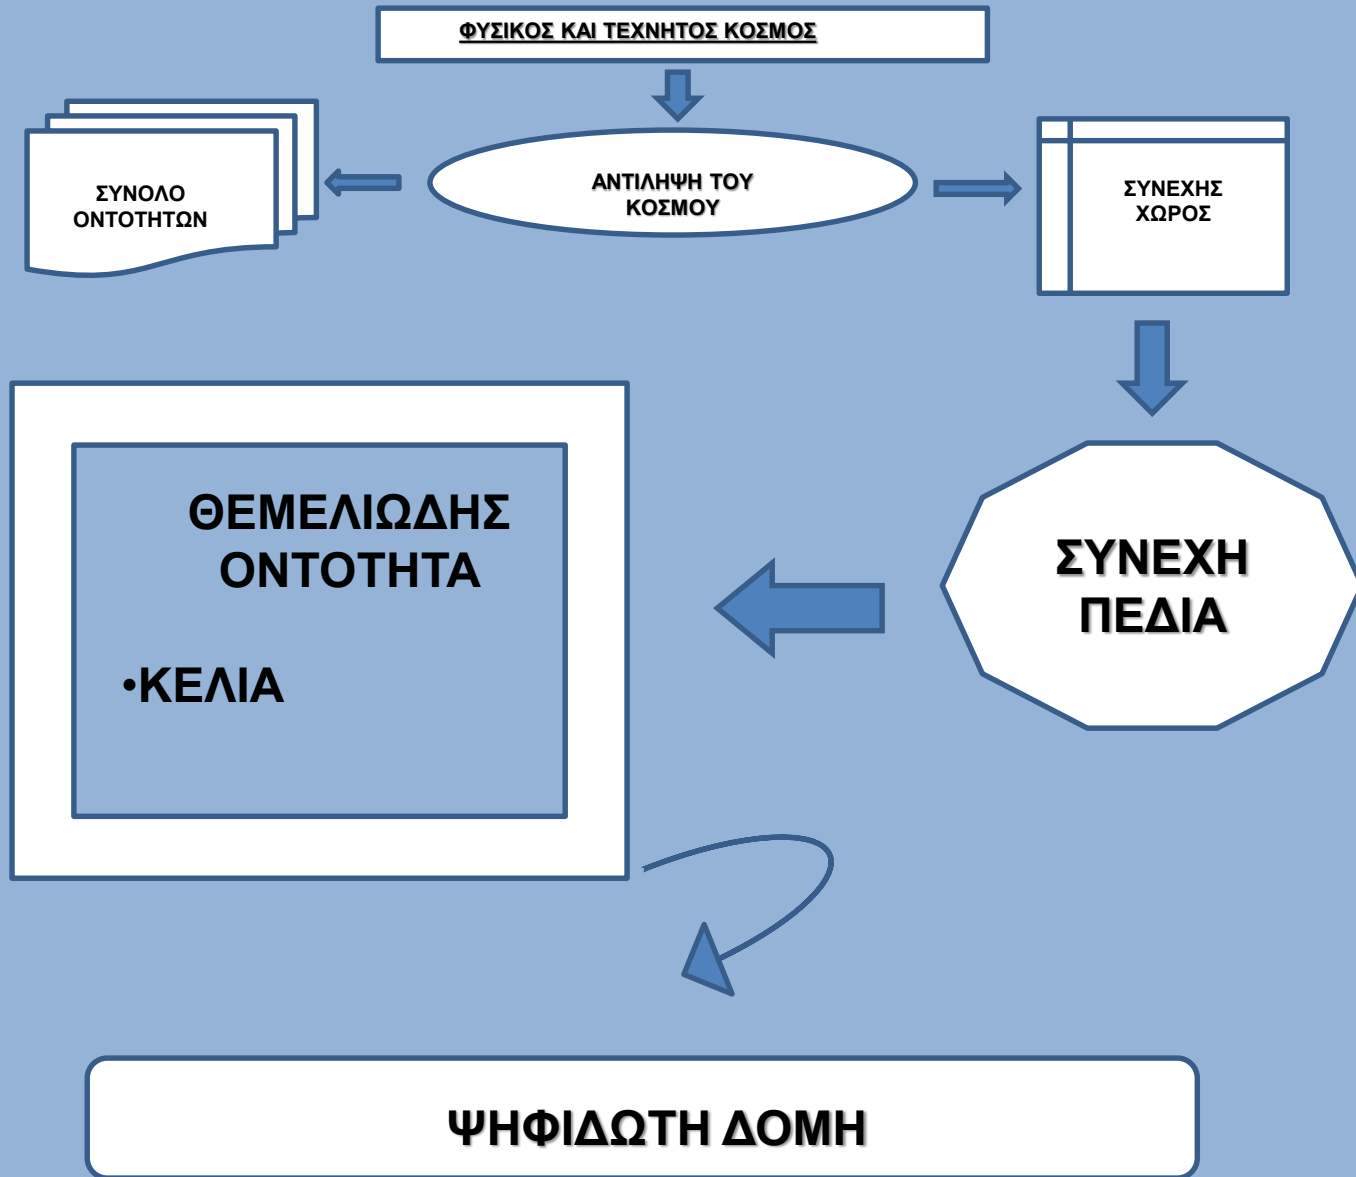 ΦΥΣΙΚΟΣ ΚΑΙ ΤΕΧΝΗΤΟΣ ΚΟΣΜΟΣ
ΣΥΝΟΛΟ
ΟΝΤΟΤΗΤΩΝ
ΑΝΤΙΛΗΨΗ ΤΟΥ
ΚΟΣΜΟΥ
ΣΥΝΕΧΗΣ
ΧΩΡΟΣ
ΘΕΜΕΛΙΩΔΗΣ
ΟΝΤΟΤΗΤΑ
•ΚΕΛΙΑ
ΣΥΝΕΧΗ
ΠΕΔΙΑ
ΨΗΦΙΔΩΤΗ ΔΟΜΗ